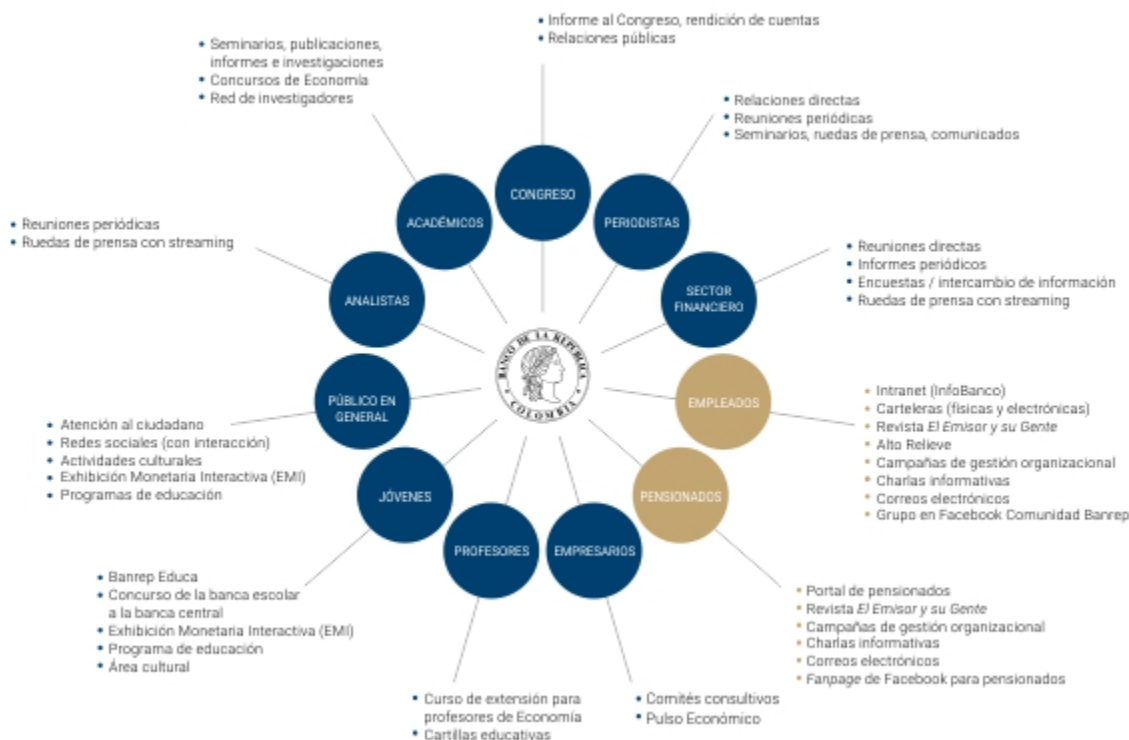 • Informe al Congreso, rendición de cuentas
• Relaciones públicas
CONGRESO
• Relaciones directas
• Reuniones periódicas
• Seminarios, ruedas de prensa, comunicados
PERIODISTAS
• Reuniones directas
• Informes periódicos
• Encuestas / intercambio de información
• Ruedas de prensa con streaming
SECTOR
FINANCIERO
• Intranet (InfoBanco)
• Carteleras (físicas y electrónicas)
• Revista El Emisor y su Gente
• Alto Relieve
• Campañas de gestión organizacional
• Charlas informativas
• Correos electrónicos
• Grupo en Facebook Comunidad Banrep
EMPLEADOS
• Portal de pensionados
• Revista El Emisor y su Gente
• Campañas de gestión organizacional
• Charlas informativas
• Correos electrónicos
• Fanpage de Facebook para pensionados
PENSIONADOS
• Comités consultivos
• Pulso Económico
EMPRESARIOS
• Curso de extensión para
profesores de Economía
• Cartillas educativas
PROFESORES
• Banrep Educa
• Concurso de la banca escolar
a la banca central
• Exhibición Monetaria Interactiva (EMI)
• Programa de educación
• Área cultural
JÓVENES
• Atención al ciudadano
• Redes sociales (con interacción)
• Actividades culturales
• Exhibición Monetaria Interactiva (EMI)
• Programas de educación
PÚBLICO EN
GENERAL
• Reuniones periódicas
• Ruedas de prensa con streaming
ANALISTAS
• Seminarios, publicaciones,
informes e investigaciones
• Concursos de Economía
• Red de investigadores
ACADÉMICOS
BANCO DE LA REPUBLICA
COLOMBIA